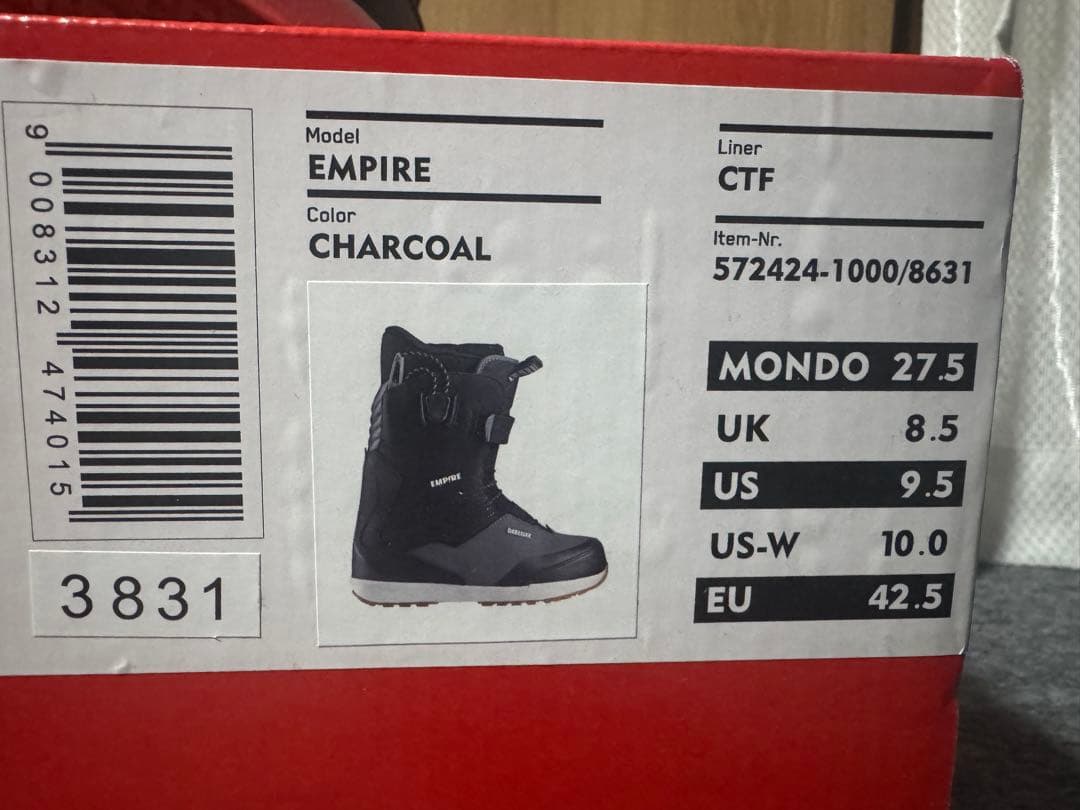 9 008312 474015
3831
Model
EMPIRE
Color
CHARCOAL
EMPIRE
DEELUXE
Liner
CTF
Item-Nr.
572424-1000/8631
MONDO 27.5
UK 8.5
US 9.5
US-W 10.0
EU 42.5